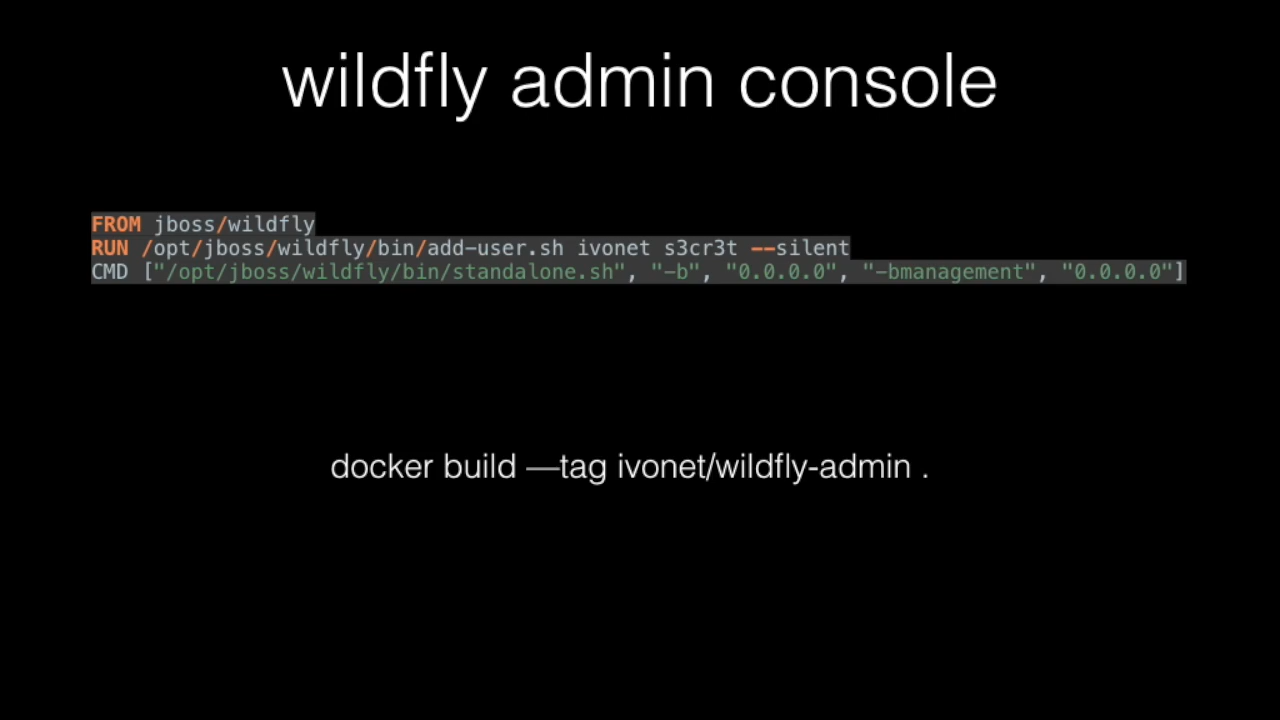 wildfly admin console
FROM jboss/wildfly
RUN /opt/jboss/wildfly/bin/add-user.sh ivonet s3cr3t --silent
CMD ["/opt/jboss/wildfly/bin/standalone.sh", "-b", "0.0.0.0", "-bmanagement", "0.0.0.0"]
docker build —tag ivonet/wildfly-admin .